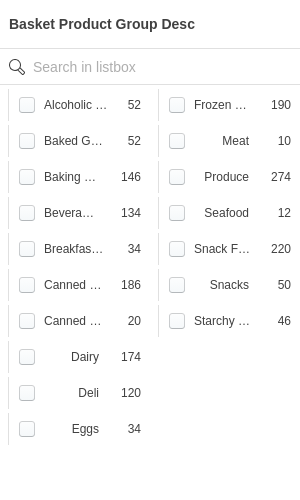 Basket Product Group Desc
Search in listbox
Alcoholic ... 52
Baked G... 52
Baking ... 146
Bevera... 134
Breakfas... 34
Canned ... 186
Canned ... 20
Dairy 174
Deli 120
Eggs 34
Frozen ... 190
Meat 10
Produce 274
Seafood 12
Snack F... 220
Snacks 50
Starchy ... 46